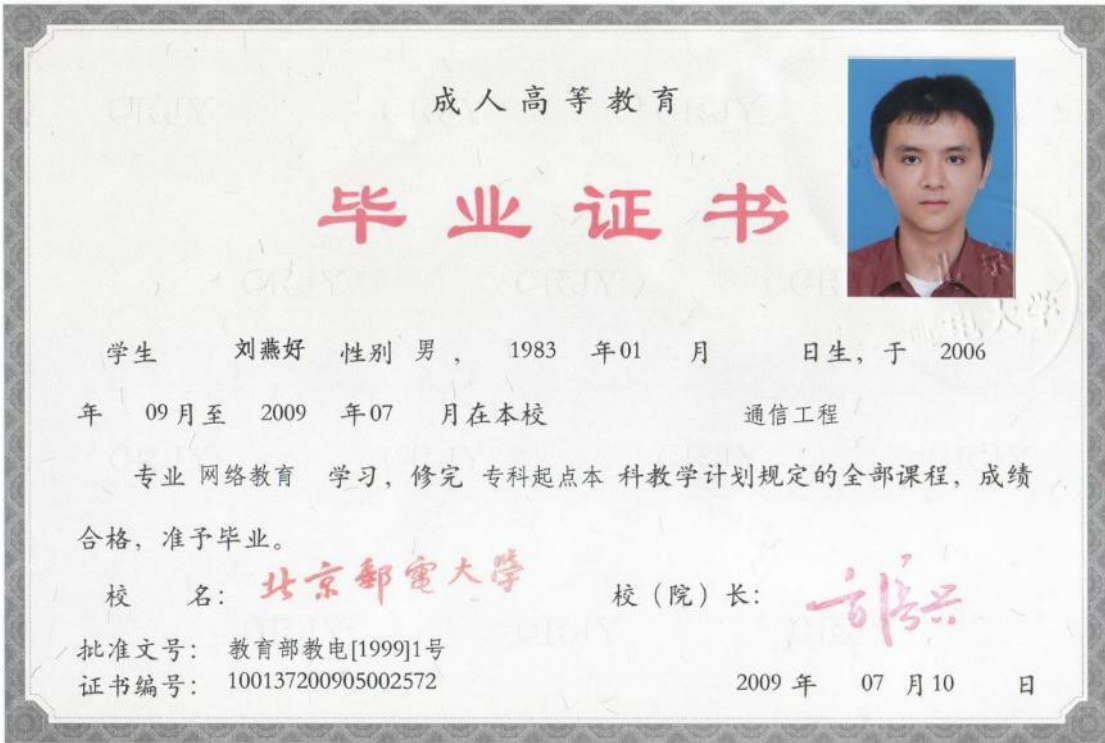 成人高等教育
毕业证书
学生 刘燕好 性别 男， 1983 年01 月 日生，于 2006
年 09月至 2009 年07 月在本校 通信工程
专业 网络教育 学习，修完 专科起点本 科教学计划规定的全部课程，成绩
合格，准予毕业。
校 名： 北京郵電大學 校（院）长：
批准文号： 教育部教电[1999]1号
证书编号： 100137200905002572 2009 年 07 月10 日